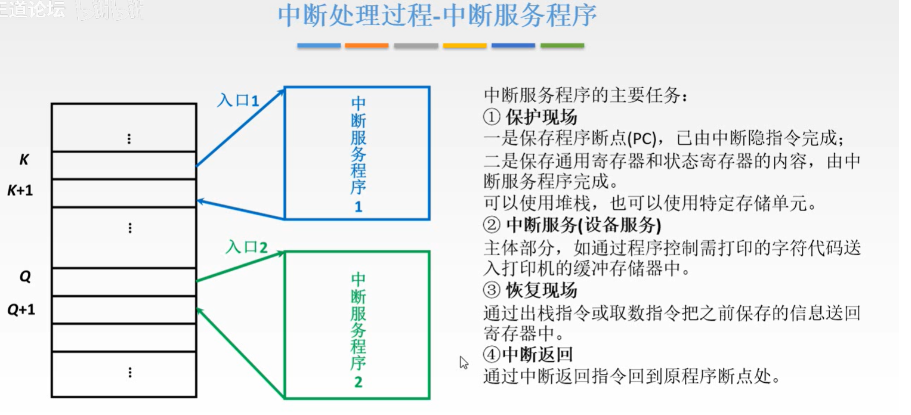 王道论坛
中断处理过程-中断服务程序
入口1
中断服务程序1
K
K+1
入口2
中断服务程序2
Q
Q+1
中断服务程序的主要任务：
① 保护现场
一是保存程序断点(PC)，已由中断隐指令完成；
二是保存通用寄存器和状态寄存器的内容，由中
断服务程序完成。
可以使用堆栈，也可以使用特定存储单元。
② 中断服务(设备服务)
主体部分，如通过程序控制需打印的字符代码送
入打印机的缓冲存储器中。
③ 恢复现场
通过出栈指令或取数指令把之前保存的信息送回
寄存器中。
④中断返回
通过中断返回指令回到原程序断点处。